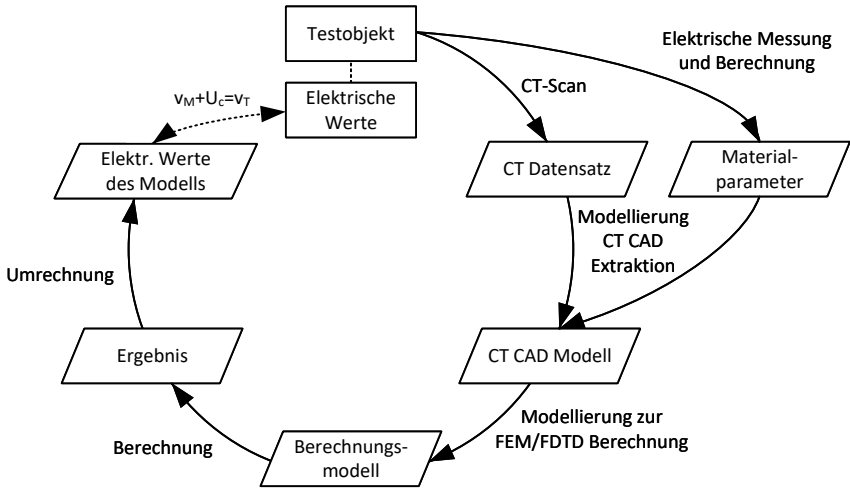 Testobjekt
Elektrische
Werte
vM+Uc=vT
Elektrische Messung
und Berechnung
CT-Scan
Elektr. Werte
des Modells
CT Datensatz
Material-
parameter
Modellierung
CT CAD
Extraktion
Umrechnung
Ergebnis
CT CAD Modell
Modellierung zur
FEM/FDTD Berechnung
Berechnung
Berechnungs-
modell